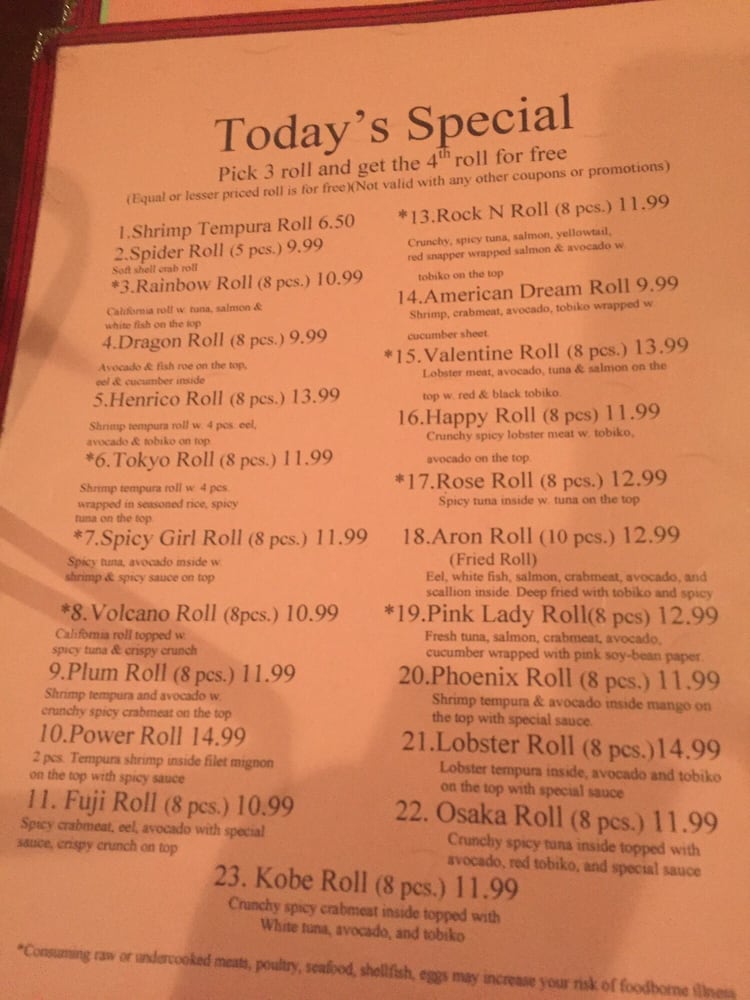 Today's Special
Pick 3 roll and get the 4th roll for free
(Equal or lesser priced roll is for free)(Not valid with any other coupons or promotions)
1.Shrimp Tempura Roll 6.50
2.Spider Roll (5 pcs.) 9.99
Soft shell crab roll
*3.Rainbow Roll (8 pcs.) 10.99
California roll w. tuna, salmon &
white fish on the top
4.Dragon Roll (8 pcs.) 9.99
Avocado & fish roe on the top,
eel & cucumber inside
5.Henrico Roll (8 pcs.) 13.99
Shrimp tempura roll w. 4 pcs. eel,
avocado & tobiko on top.
*6.Tokyo Roll (8 pcs.) 11.99
Shrimp tempura roll w. 4 pcs.
wrapped in seasoned rice, spicy
tuna on the top.
*7.Spicy Girl Roll (8 pcs.) 11.99
Spicy tuna, avocado inside w.
shrimp & spicy sauce on top
*8.Volcano Roll (8pcs.) 10.99
California roll topped w.
spicy tuna & crispy crunch
9.Plum Roll (8 pcs.) 11.99
Shrimp tempura and avocado w.
crunchy spicy crabmeat on the top
10.Power Roll 14.99
2 pcs. Tempura shrimp inside filet mignon
on the top with spicy sauce
11. Fuji Roll (8 pcs.) 10.99
Spicy crabmeat, eel, avocado with special
sauce, crispy crunch on top
*13.Rock N Roll (8 pcs.) 11.99
Crunchy, spicy tuna, salmon, yellowtail,
red snapper wrapped salmon & avocado w.
tobiko on the top
14.American Dream Roll 9.99
Shrimp, crabmeat, avocado, tobiko wrapped w.
cucumber sheet.
*15.Valentine Roll (8 pcs.) 13.99
Lobster meat, avocado, tuna & salmon on the
top w. red & black tobiko.
16.Happy Roll (8 pcs) 11.99
Crunchy spicy lobster meat w. tobiko,
avocado on the top.
*17.Rose Roll (8 pcs.) 12.99
Spicy tuna inside w. tuna on the top
18.Aron Roll (10 pcs.) 12.99
(Fried Roll)
Eel, white fish, salmon, crabmeat, avocado, and
scallion inside. Deep fried with tobiko and spicy
*19.Pink Lady Roll(8 pcs) 12.99
Fresh tuna, salmon, crabmeat, avocado,
cucumber wrapped with pink soy-bean paper.
20.Phoenix Roll (8 pcs.) 11.99
Shrimp tempura & avocado inside mango on
the top with special sauce.
21.Lobster Roll (8 pcs.)14.99
Lobster tempura inside, avocado and tobiko
on the top with special sauce
22. Osaka Roll (8 pcs.) 11.99
Crunchy spicy tuna inside topped with
avocado, red tobiko, and special sauce
23. Kobe Roll (8 pcs.) 11.99
Crunchy spicy crabmeat inside topped with
White tuna, avocado, and tobiko
*Consuming raw or undercooked meats, poultry, seafood, shellfish, eggs may increase your risk of foodborne illness